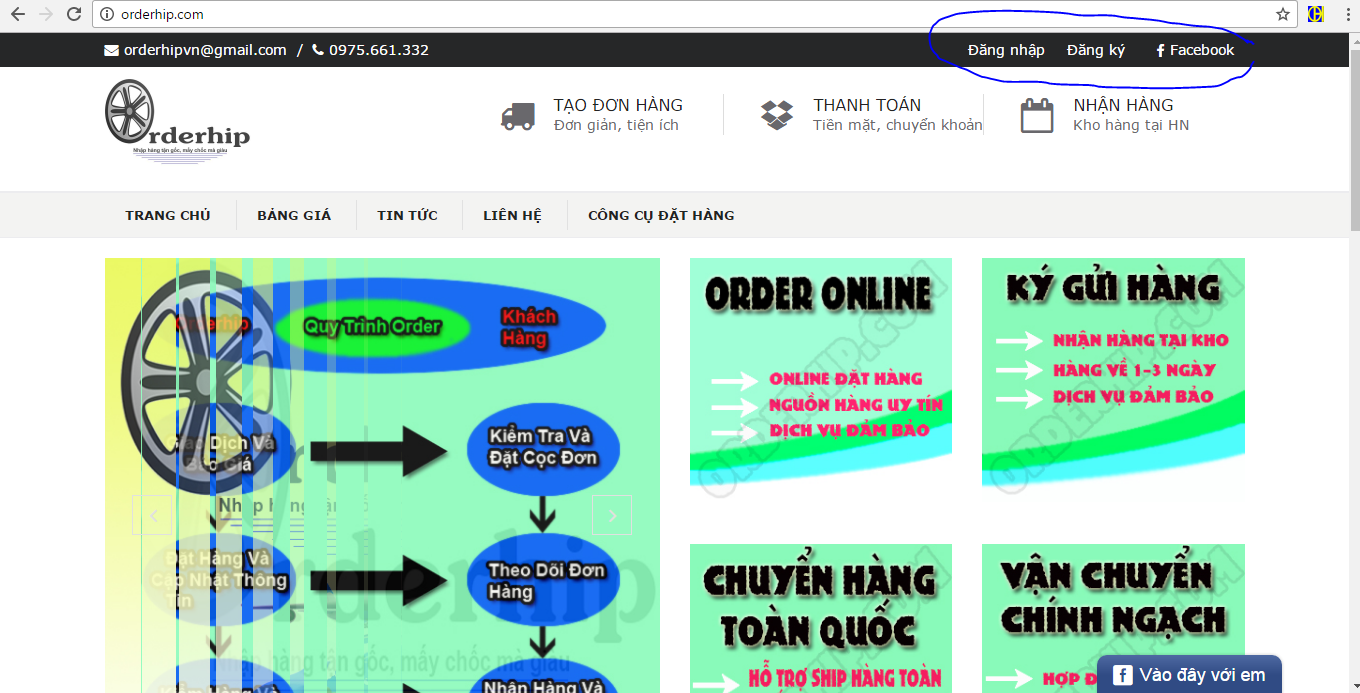 orderhip.com
orderhipvn@gmail.com / 0975.661.332
Đăng nhập Đăng ký Facebook
rderhip
Nhập hàng tận gốc, mấy chốc mà giàu
TẠO ĐƠN HÀNG
Đơn giản, tiện ích
THANH TOÁN
Tiền mặt, chuyển khoản
NHẬN HÀNG
Kho hàng tại HN
TRANG CHỦ BẢNG GIÁ TIN TỨC LIÊN HỆ CÔNG CỤ ĐẶT HÀNG
Orderhip
Quy Trình Order
Khách
Hàng
Giao Dịch Và
Báo Giá
Kiểm Tra Và
Đặt Cọc Đơn
Đặt Hàng Và
Cập Nhật Thông
Tin
Theo Dõi Đơn
Hàng
rderhip
Nhập hàng tận gốc, mấy chốc mà giàu
Nhận Hàng Và
ORDER ONLINE
ONLINE ĐẶT HÀNG
NGUỒN HÀNG UY TÍN
DỊCH VỤ ĐẢM BẢO
ORDERHIP.COM
KÝ GỬI HÀNG
NHẬN HÀNG TẠI KHO
HÀNG VỀ 1-3 NGÀY
DỊCH VỤ ĐẢM BẢO
ORDERHIP.COM
CHUYỂN HÀNG
TOÀN QUỐC
HỖ TRỢ SHIP HÀNG TOÀN
VẬN CHUYỂN
CHÍNH NGẠCH
HỢP Đ
Vào đây với em